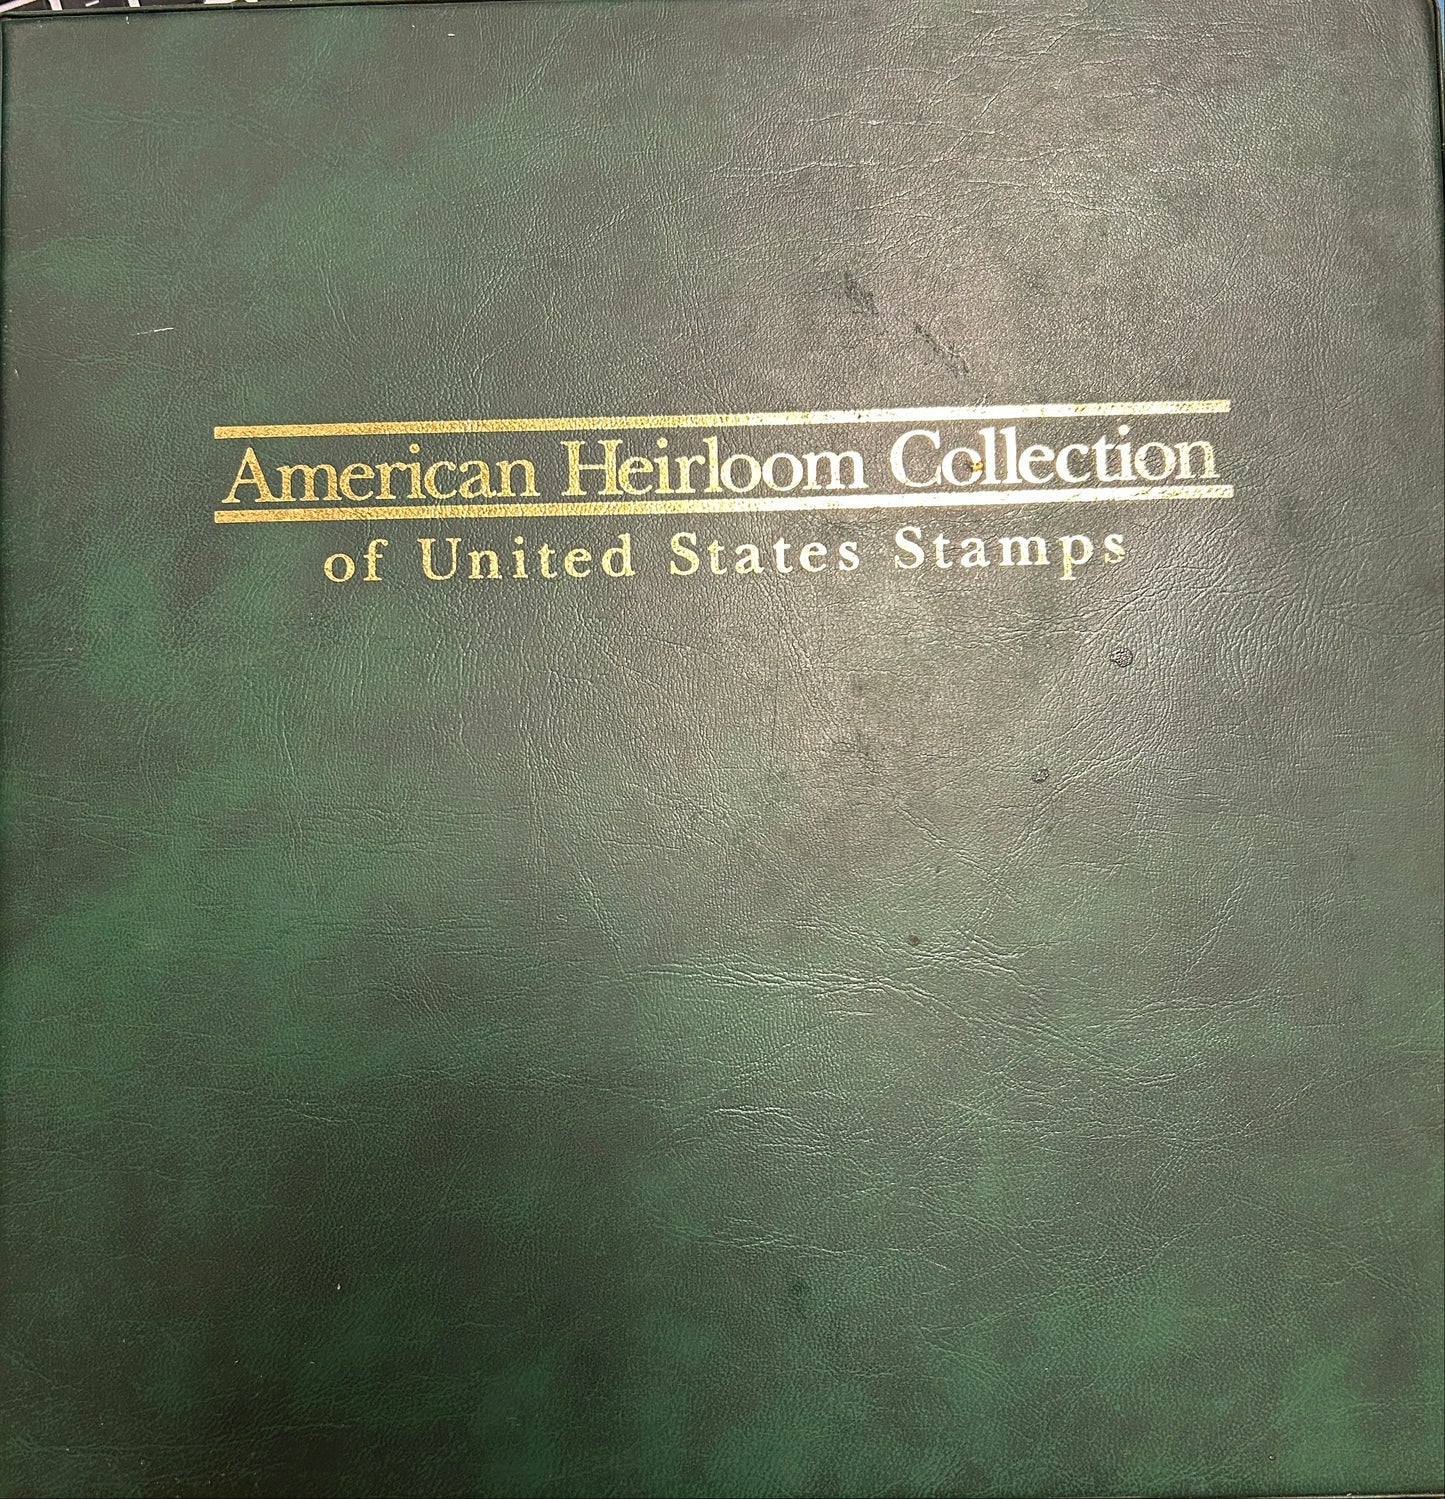 American Heirloom Collection
of United States Stamps